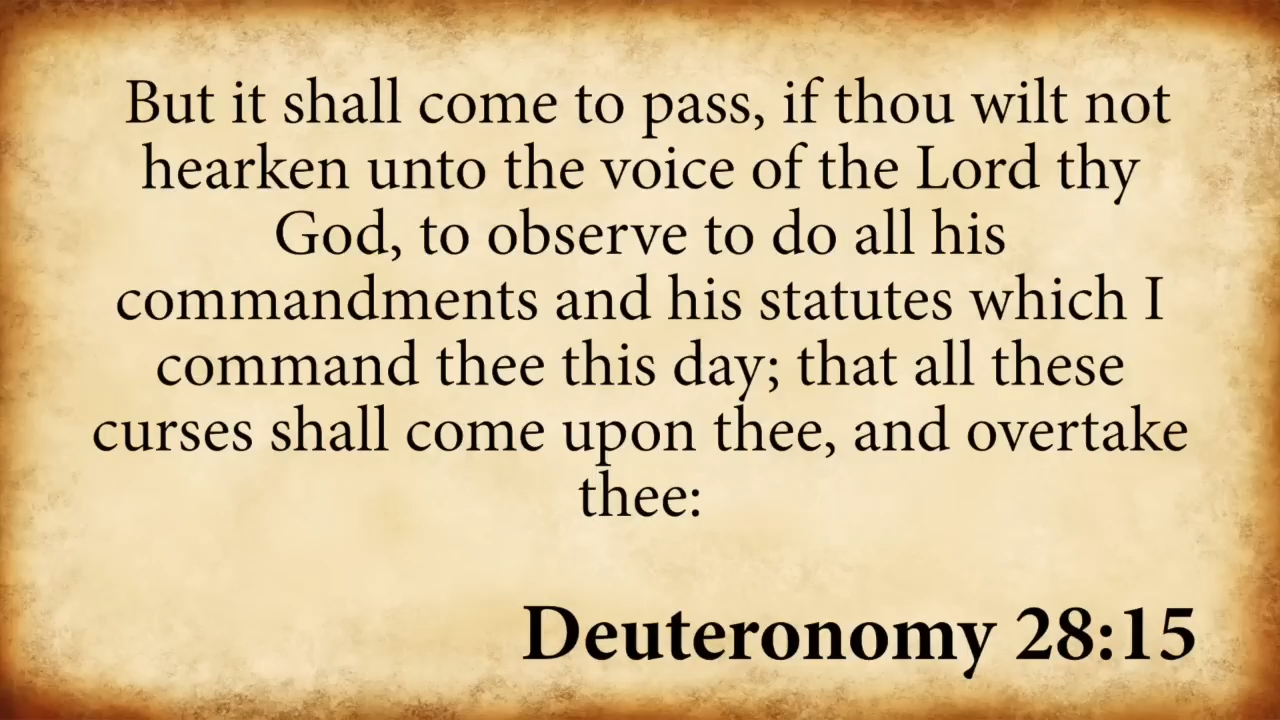 But it shall come to pass, if thou wilt not
hearken unto the voice of the Lord thy
God, to observe to do all his
commandments and his statutes which I
command thee this day; that all these
curses shall come upon thee, and overtake
thee:
Deuteronomy 28:15